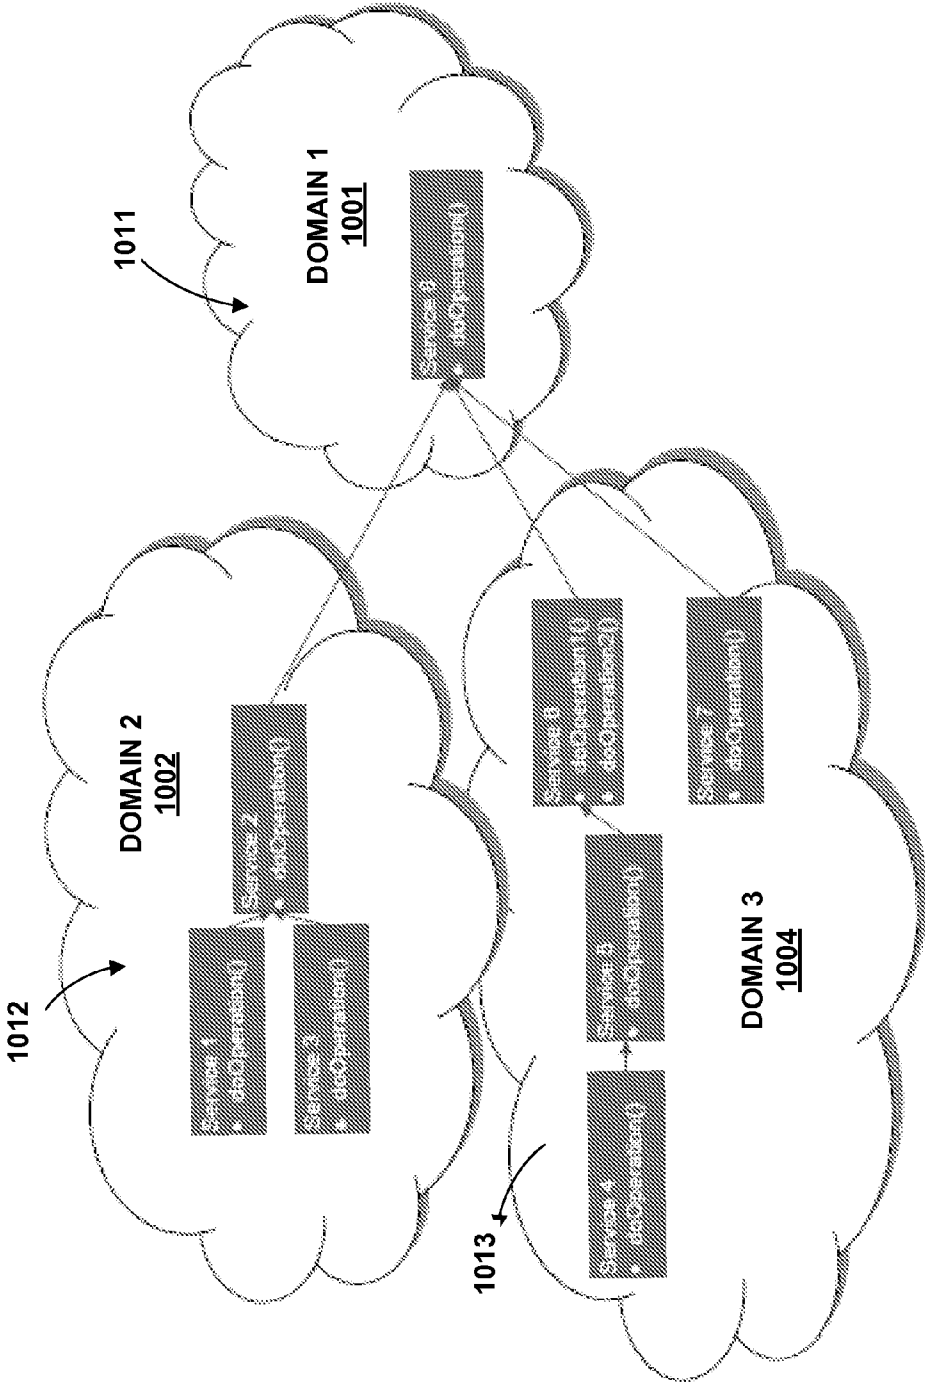 1012
DOMAIN 2
1002
Service 1
• doOperation()
Service 3
• doOperation()
Service 2
• doOperation()
1011
DOMAIN 1
1001
Service 8
• doOperation()
1013
Service 4
• doOperation()
Service 5
• doOperation()
Service 6
• doOperation1()
• doOperation2()
Service 7
• doOperation()
DOMAIN 3
1004